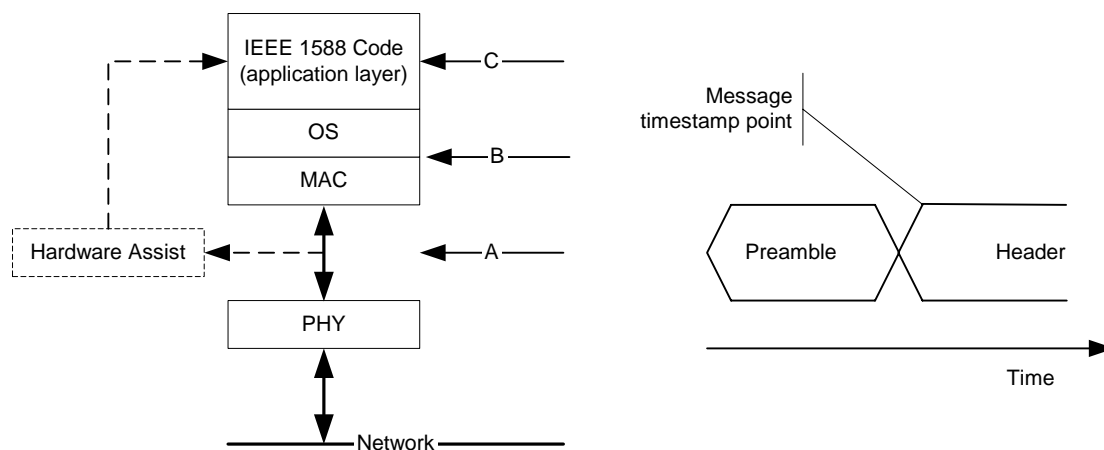 IEEE 1588 Code
(application layer)
C
OS
B
MAC
Hardware Assist
A
PHY
Network
Message
timestamp point
Preamble
Header
Time